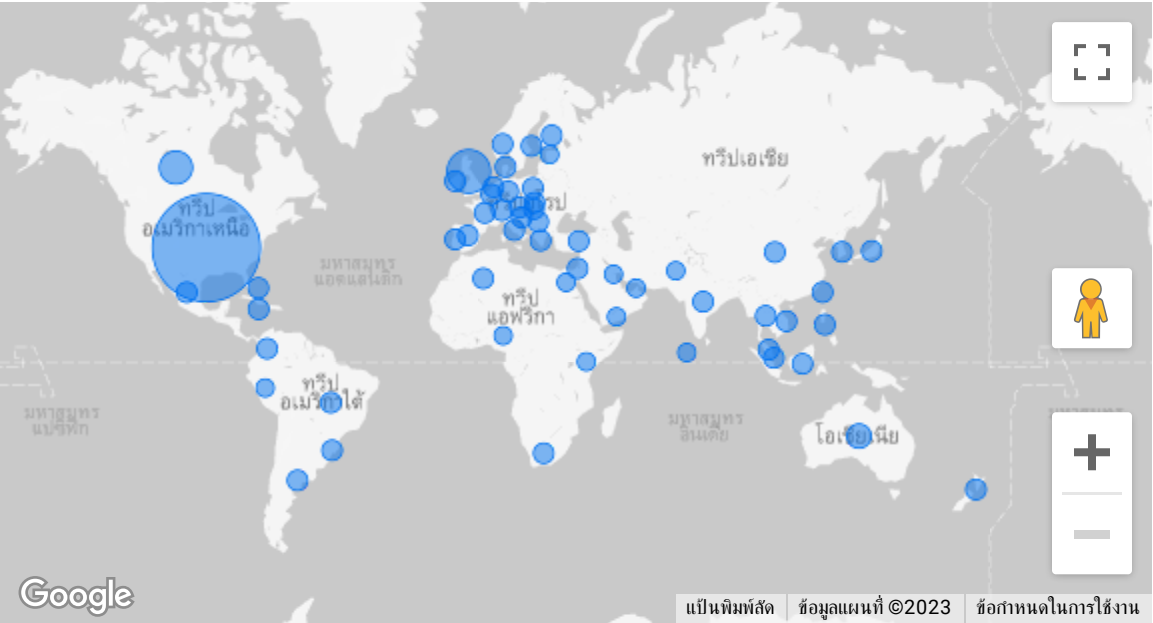 ทวีปเอเชีย
ทวีป
อเมริกาเหนือ
มหาสมุทร
แอตแลนติก
ทวีป
แอฟริกา
ทวีป
อเมริกาใต้
มหาสมุทร
แปซิฟิก
มหาสมุทร
อินเดีย
โอเชียเนีย
Google
แป้นพิมพ์ลัด
ข้อมูลแผนที่ ©2023
ข้อกำหนดในการใช้งาน